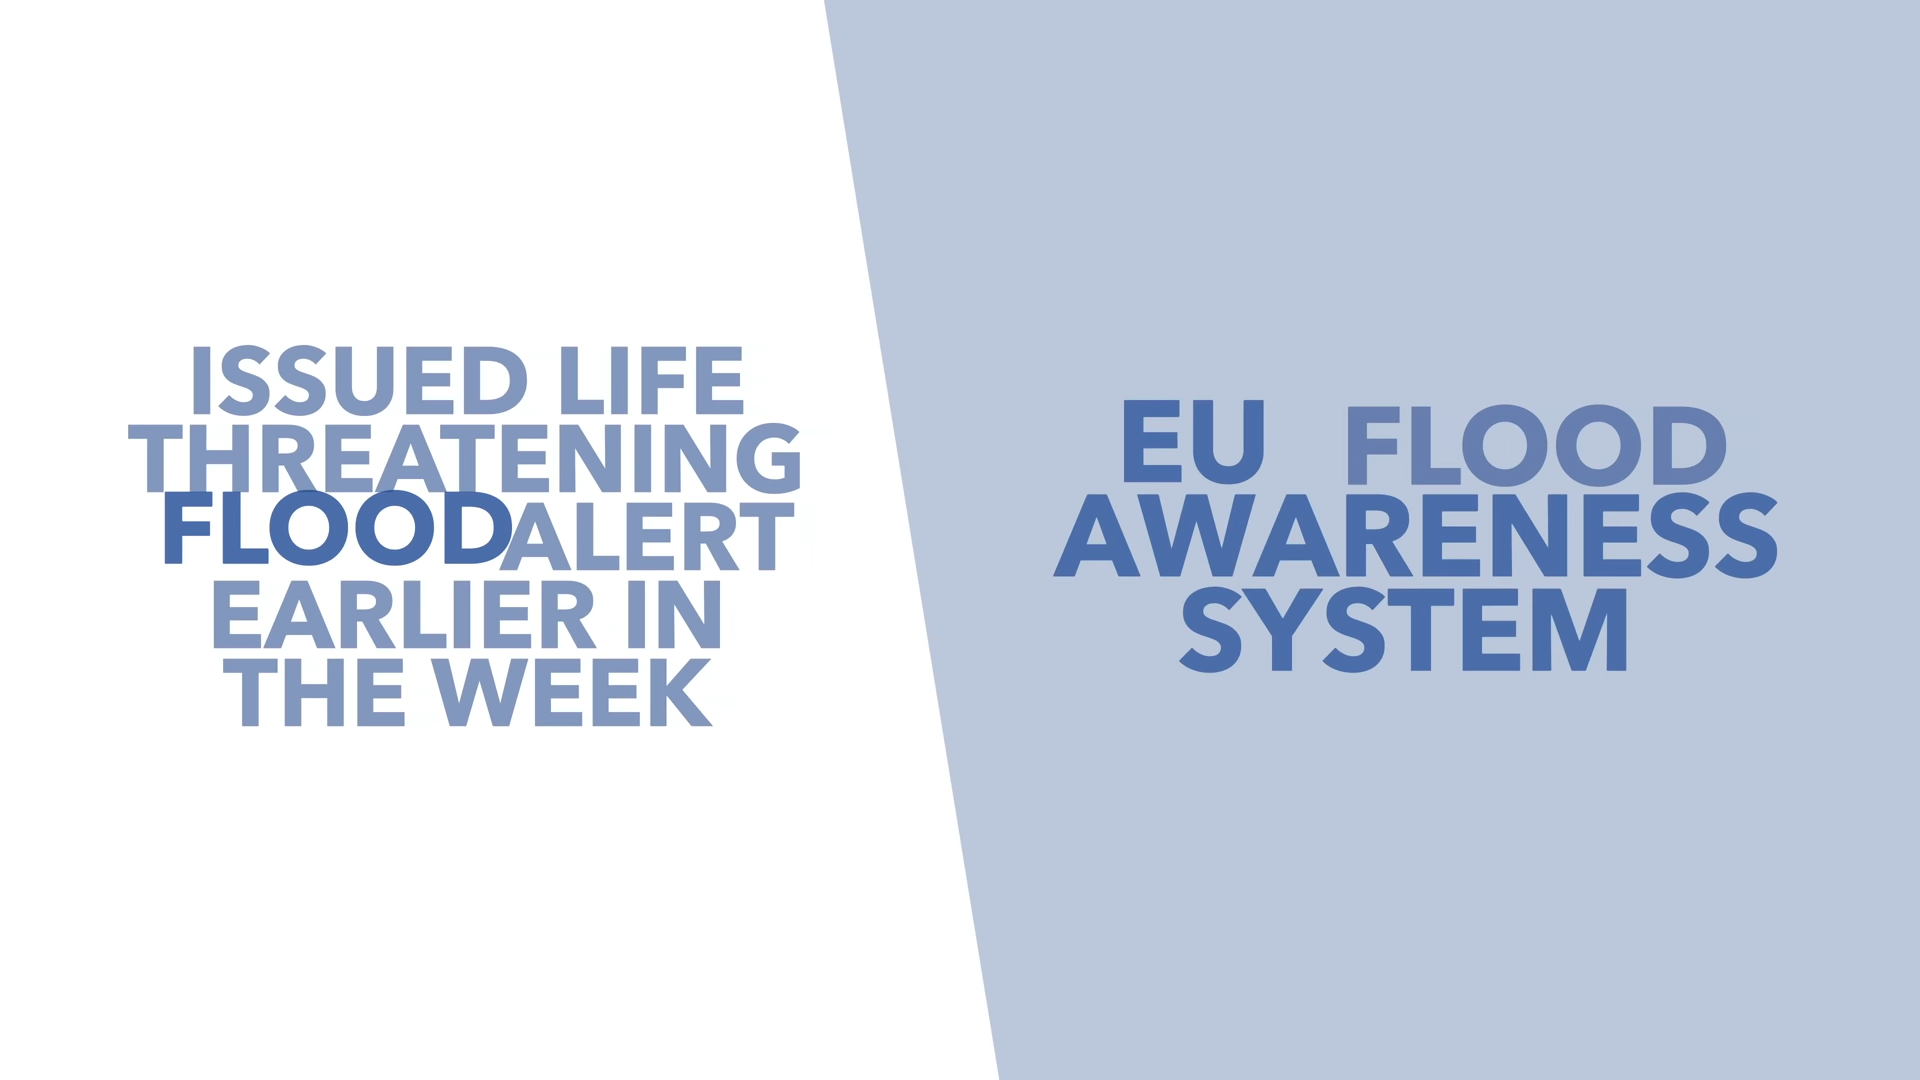 ISSUED LIFE
THREATENING
FLOOD ALERT
EARLIER IN
THE WEEK
EU FLOOD
AWARENESS
SYSTEM